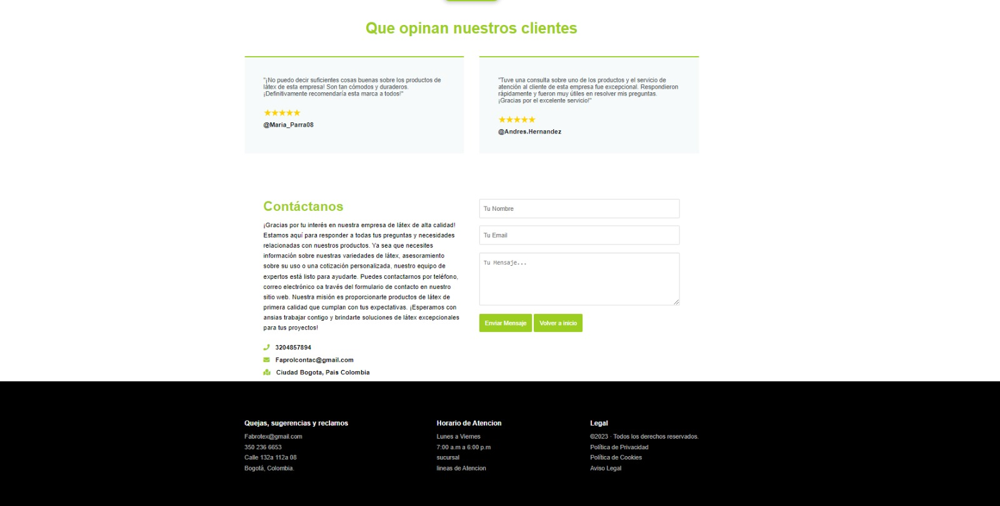 Que opinan nuestros clientes
"¡No puedo decir suficientes cosas buenas sobre los productos de
látex de esta empresa! Son tan cómodos y duraderos.
¡Definitivamente recomendaría esta marca a todos!"
@Maria_Parra08
"Tuve una consulta sobre uno de los productos y el servicio de
atención al cliente de esta empresa fue excepcional. Respondieron
rápidamente y fueron muy útiles en resolver mis preguntas.
¡Gracias por el excelente servicio!"
@Andres.Hernandez
Contáctanos
¡Gracias por tu interés en nuestra empresa de látex de alta calidad!
Estamos aquí para responder a todas tus preguntas y necesidades
relacionadas con nuestros productos. Ya sea que necesites
información sobre nuestras variedades de látex, asesoramiento
sobre su uso o una cotización personalizada, nuestro equipo de
expertos está listo para ayudarte. Puedes contactarnos por teléfono,
correo electrónico oa través del formulario de contacto en nuestro
sitio web. Nuestra misión es proporcionarte productos de látex de
primera calidad que cumplan con tus expectativas. ¡Esperamos con
ansias trabajar contigo y brindarte soluciones de látex excepcionales
para tus proyectos!
3204857894
Faprolcontac@gmail.com
Ciudad Bogota, Pais Colombia
Tu Nombre
Tu Email
Tu Mensaje...
Enviar Mensaje
Volver a inicio
Quejas, sugerencias y reclamos
Fabrotex@gmail.com
350 236 6653
Calle 132a 112a 08
Bogotá, Colombia.
Horario de Atencion
Lunes a Viernes
7:00 a.m a 6:00 p.m
sucursal
lineas de Atencion
Legal
©2023 - Todos los derechos reservados.
Política de Privacidad
Política de Cookies
Aviso Legal